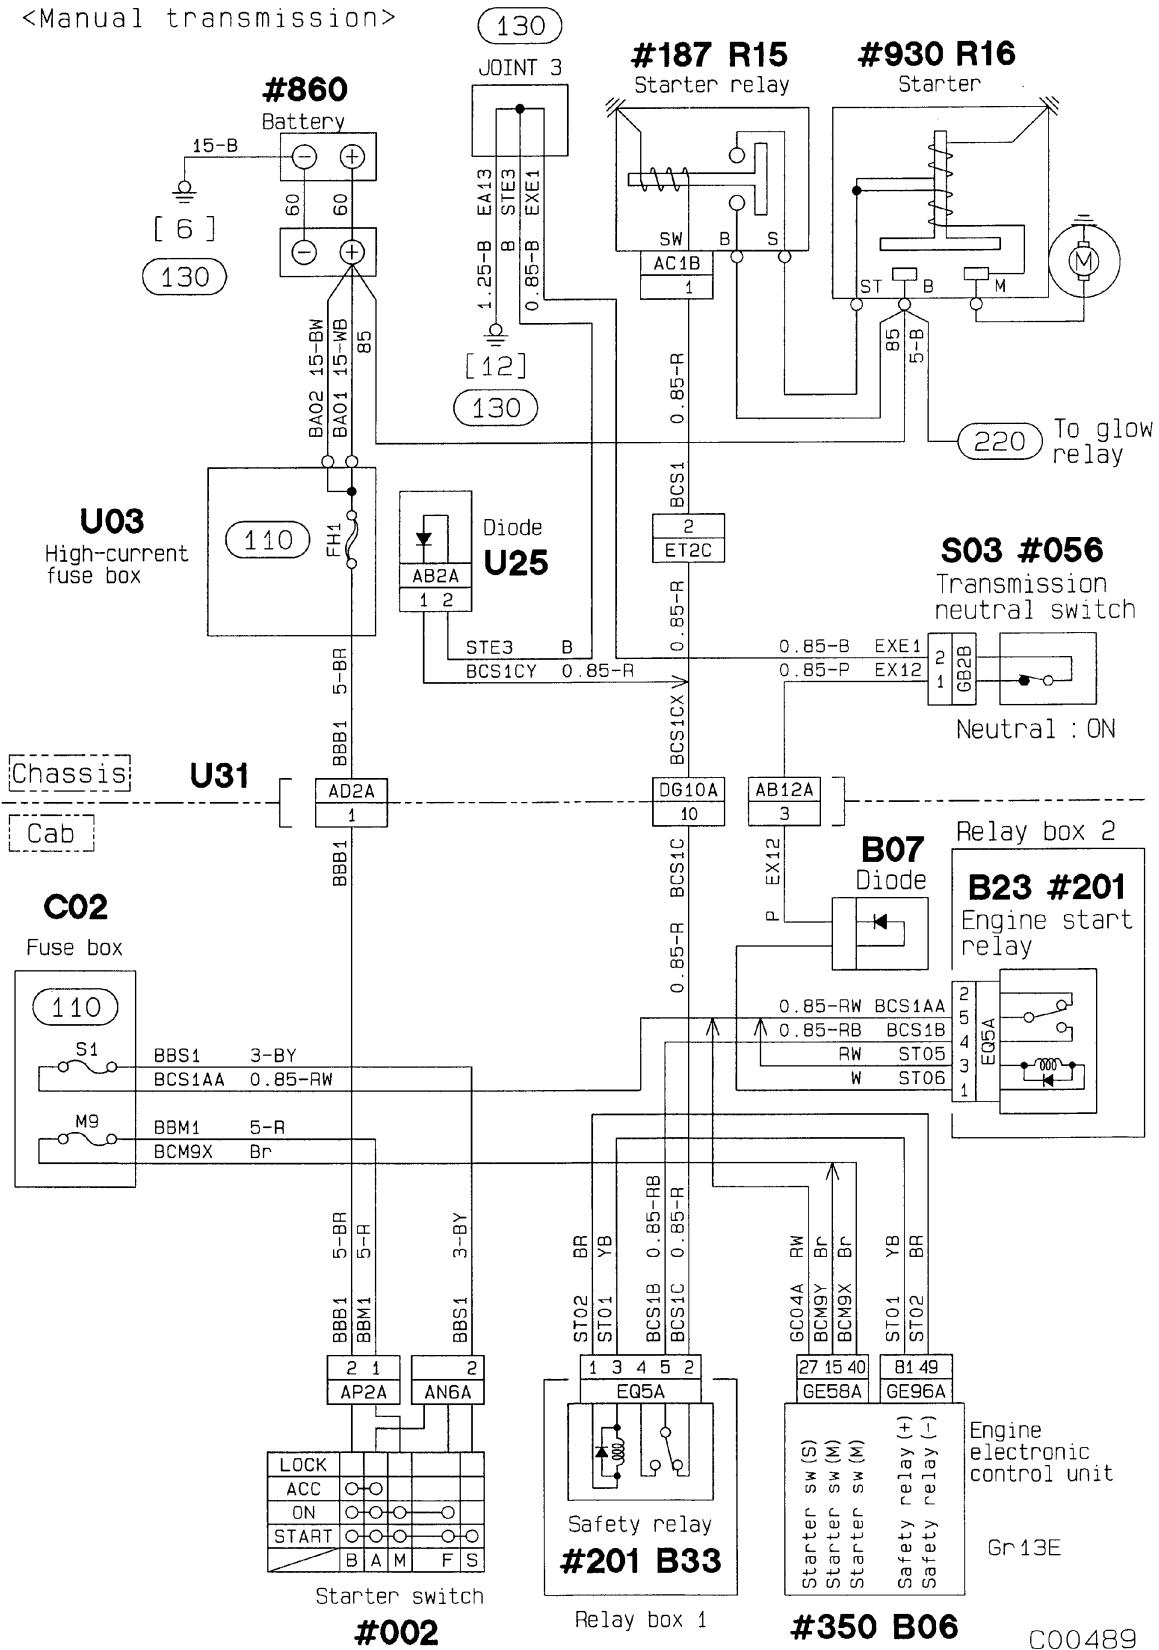 <Manual transmission>
130
JOINT 3
#187 R15
Starter relay
#930 R16
Starter
#860
Battery
15-B
60
60
[ 6 ]
130
EA13
STE3
EXE1
1.25-B
B
0.85-B
[12]
130
SW
B
S
AC1B
1
ST
B
M
M
85
5-B
220
To glow
relay
BA02 15-BW
BA01 15-WB
85
0.85-R
BCS1
2
ET2C
U03
High-current
fuse box
110
FH1
Diode
U25
AB2A
1 2
S03 #056
Transmission
neutral switch
STE3 B
BCS1CY 0.85-R
0.85-R
0.85-B EXE1
0.85-P EX12
2
1
GB2B
Neutral : ON
5-BR
BBB1
BCS1CX
Chassis
U31
Cab
AD2A
1
DG10A
10
AB12A
3
BBB1
BCS1C
0.85-R
EX12
P
B07
Diode
Relay box 2
B23 #201
Engine start
relay
C02
Fuse box
110
S1
BBS1 3-BY
BCS1AA 0.85-RW
M9
BBM1 5-R
BCM9X Br
0.85-RW BCS1AA
0.85-RB BCS1B
RW ST05
W ST06
2
5
4
3
1
EQ5A
5-BR
5-R
3-BY
BBB1
BBM1
BBS1
BR
YB
0.85-RB
0.85-R
ST02
ST01
BCS1B
BCS1C
RW
Br
Br
YB
BR
GC04A
BCM9Y
BCM9X
ST01
ST02
2 1
AP2A
2
AN6A
1 3 4 5 2
EQ5A
27 15 40
GE58A
81 49
GE96A
LOCK
ACC
ON
START
B A M F S
Starter switch
#002
Safety relay
#201 B33
Relay box 1
Starter sw (S)
Starter sw (M)
Starter sw (M)
Safety relay (+)
Safety relay (-)
Engine
electronic
control unit
Gr13E
#350 B06
C00489